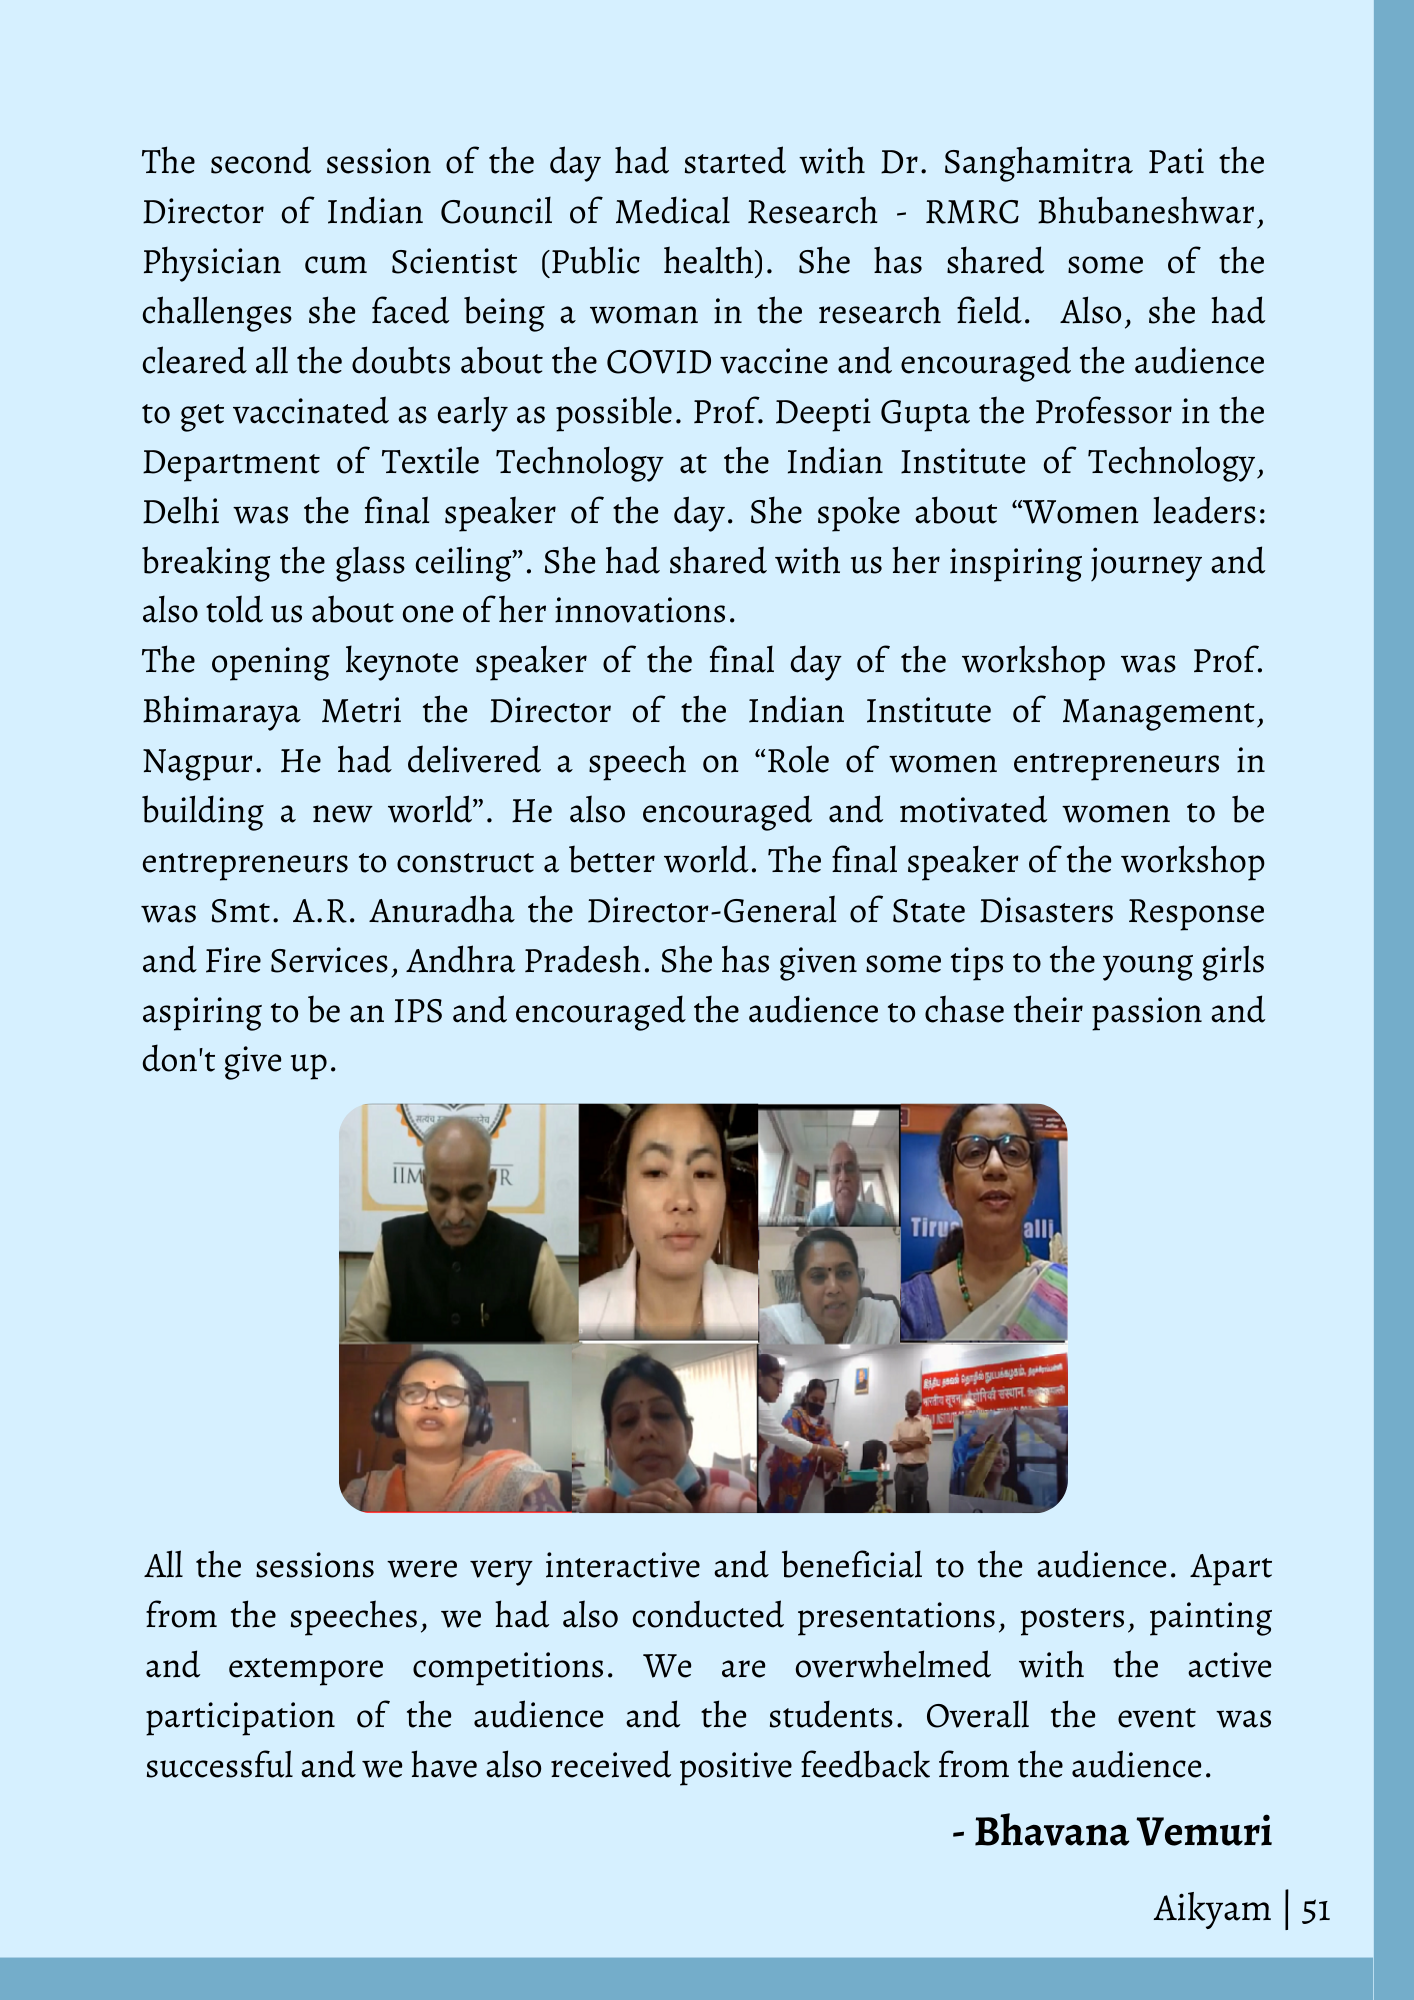 The second session of the day had started with Dr. Sanghamitra Pati the
Director of Indian Council of Medical Research - RMRC Bhubaneshwar,
Physician cum Scientist (Public health). She has shared some of the
challenges she faced being a woman in the research field. Also, she had
cleared all the doubts about the COVID vaccine and encouraged the audience
to get vaccinated as early as possible. Prof. Deepti Gupta the Professor in the
Department of Textile Technology at the Indian Institute of Technology,
Delhi was the final speaker of the day. She spoke about “Women leaders:
breaking the glass ceiling”. She had shared with us her inspiring journey and
also told us about one of her innovations.
The opening keynote speaker of the final day of the workshop was Prof.
Bhimaraya Metri the Director of the Indian Institute of Management,
Nagpur. He had delivered a speech on “Role of women entrepreneurs in
building a new world”. He also encouraged and motivated women to be
entrepreneurs to construct a better world. The final speaker of the workshop
was Smt. A.R. Anuradha the Director-General of State Disasters Response
and Fire Services, Andhra Pradesh. She has given some tips to the young girls
aspiring to be an IPS and encouraged the audience to chase their passion and
don't give up.
IIM
Tiru alli
இந்திய தகவல் தொழில் நுட்பக்கழகம், திருச்சிராப்பள்ளி
भारतीय सूचना संस्थान,
All the sessions were very interactive and beneficial to the audience. Apart
from the speeches, we had also conducted presentations, posters, painting
and extempore competitions. We are overwhelmed with the active
participation of the audience and the students. Overall the event was
successful and we have also received positive feedback from the audience.
- Bhavana Vemuri
Aikyam | 51